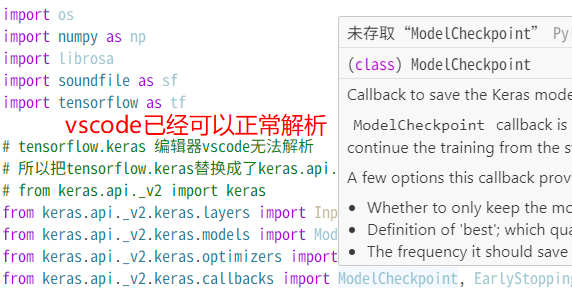 import os
import numpy as np
import librosa
import soundfile as sf
import tensorflow as tf
vscode已经可以正常解析
# tensorflow.keras 编辑器vscode无法解析
# 所以把tensorflow.keras替换成了keras.api.
# from keras.api._v2 import keras
from keras.api._v2.keras.layers import Inp
from keras.api._v2.keras.models import Mod
from keras.api._v2.keras.optimizers import
from keras.api._v2.keras.callbacks import ModelCheckpoint, EarlyStopping
未存取“ModelCheckpoint” Py
(class) ModelCheckpoint
Callback to save the Keras mode
ModelCheckpoint callback is
continue the training from the s
A few options this callback prov
• Whether to only keep the mo
• Definition of 'best'; which qua
• The frequency it should save